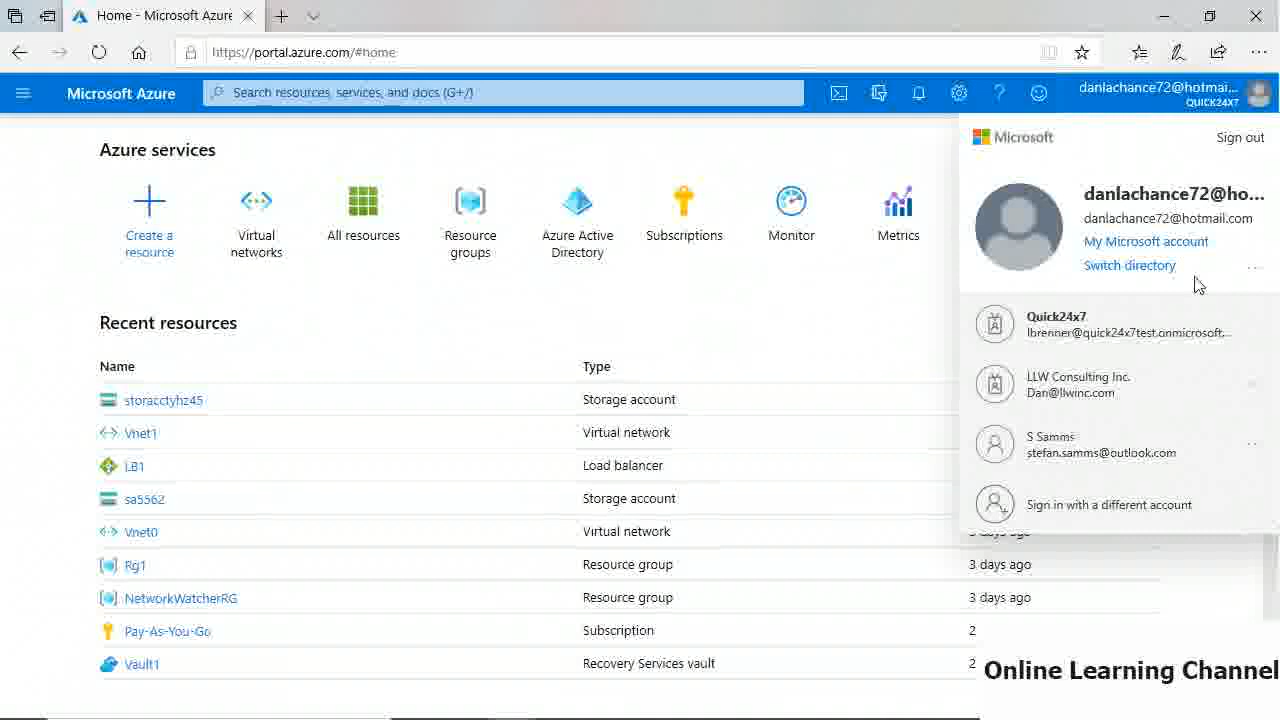 Home - Microsoft Azure
https://portal.azure.com/#home
Microsoft Azure
Search resources, services, and docs (G+/)
danlachance72@hotmai...
QUICK24X7
Microsoft
Sign out
danlachance72@ho...
danlachance72@hotmail.com
My Microsoft account
Switch directory
Quick24x7
lbrenner@quick24x7test.onmicrosoft...
LLW Consulting Inc.
Dan@llwinc.com
S Samms
stefan.samms@outlook.com
Sign in with a different account
Azure services
Create a resource
Virtual networks
All resources
Resource groups
Azure Active Directory
Subscriptions
Monitor
Metrics
Recent resources
Name Type
storacctyhz45 Storage account
Vnet1 Virtual network
LB1 Load balancer
sa5562 Storage account
Vnet0 Virtual network 3 days ago
Rg1 Resource group 3 days ago
NetworkWatcherRG Resource group 3 days ago
Pay-As-You-Go Subscription 2
Vault1 Recovery Services vault 2
Online Learning Channel